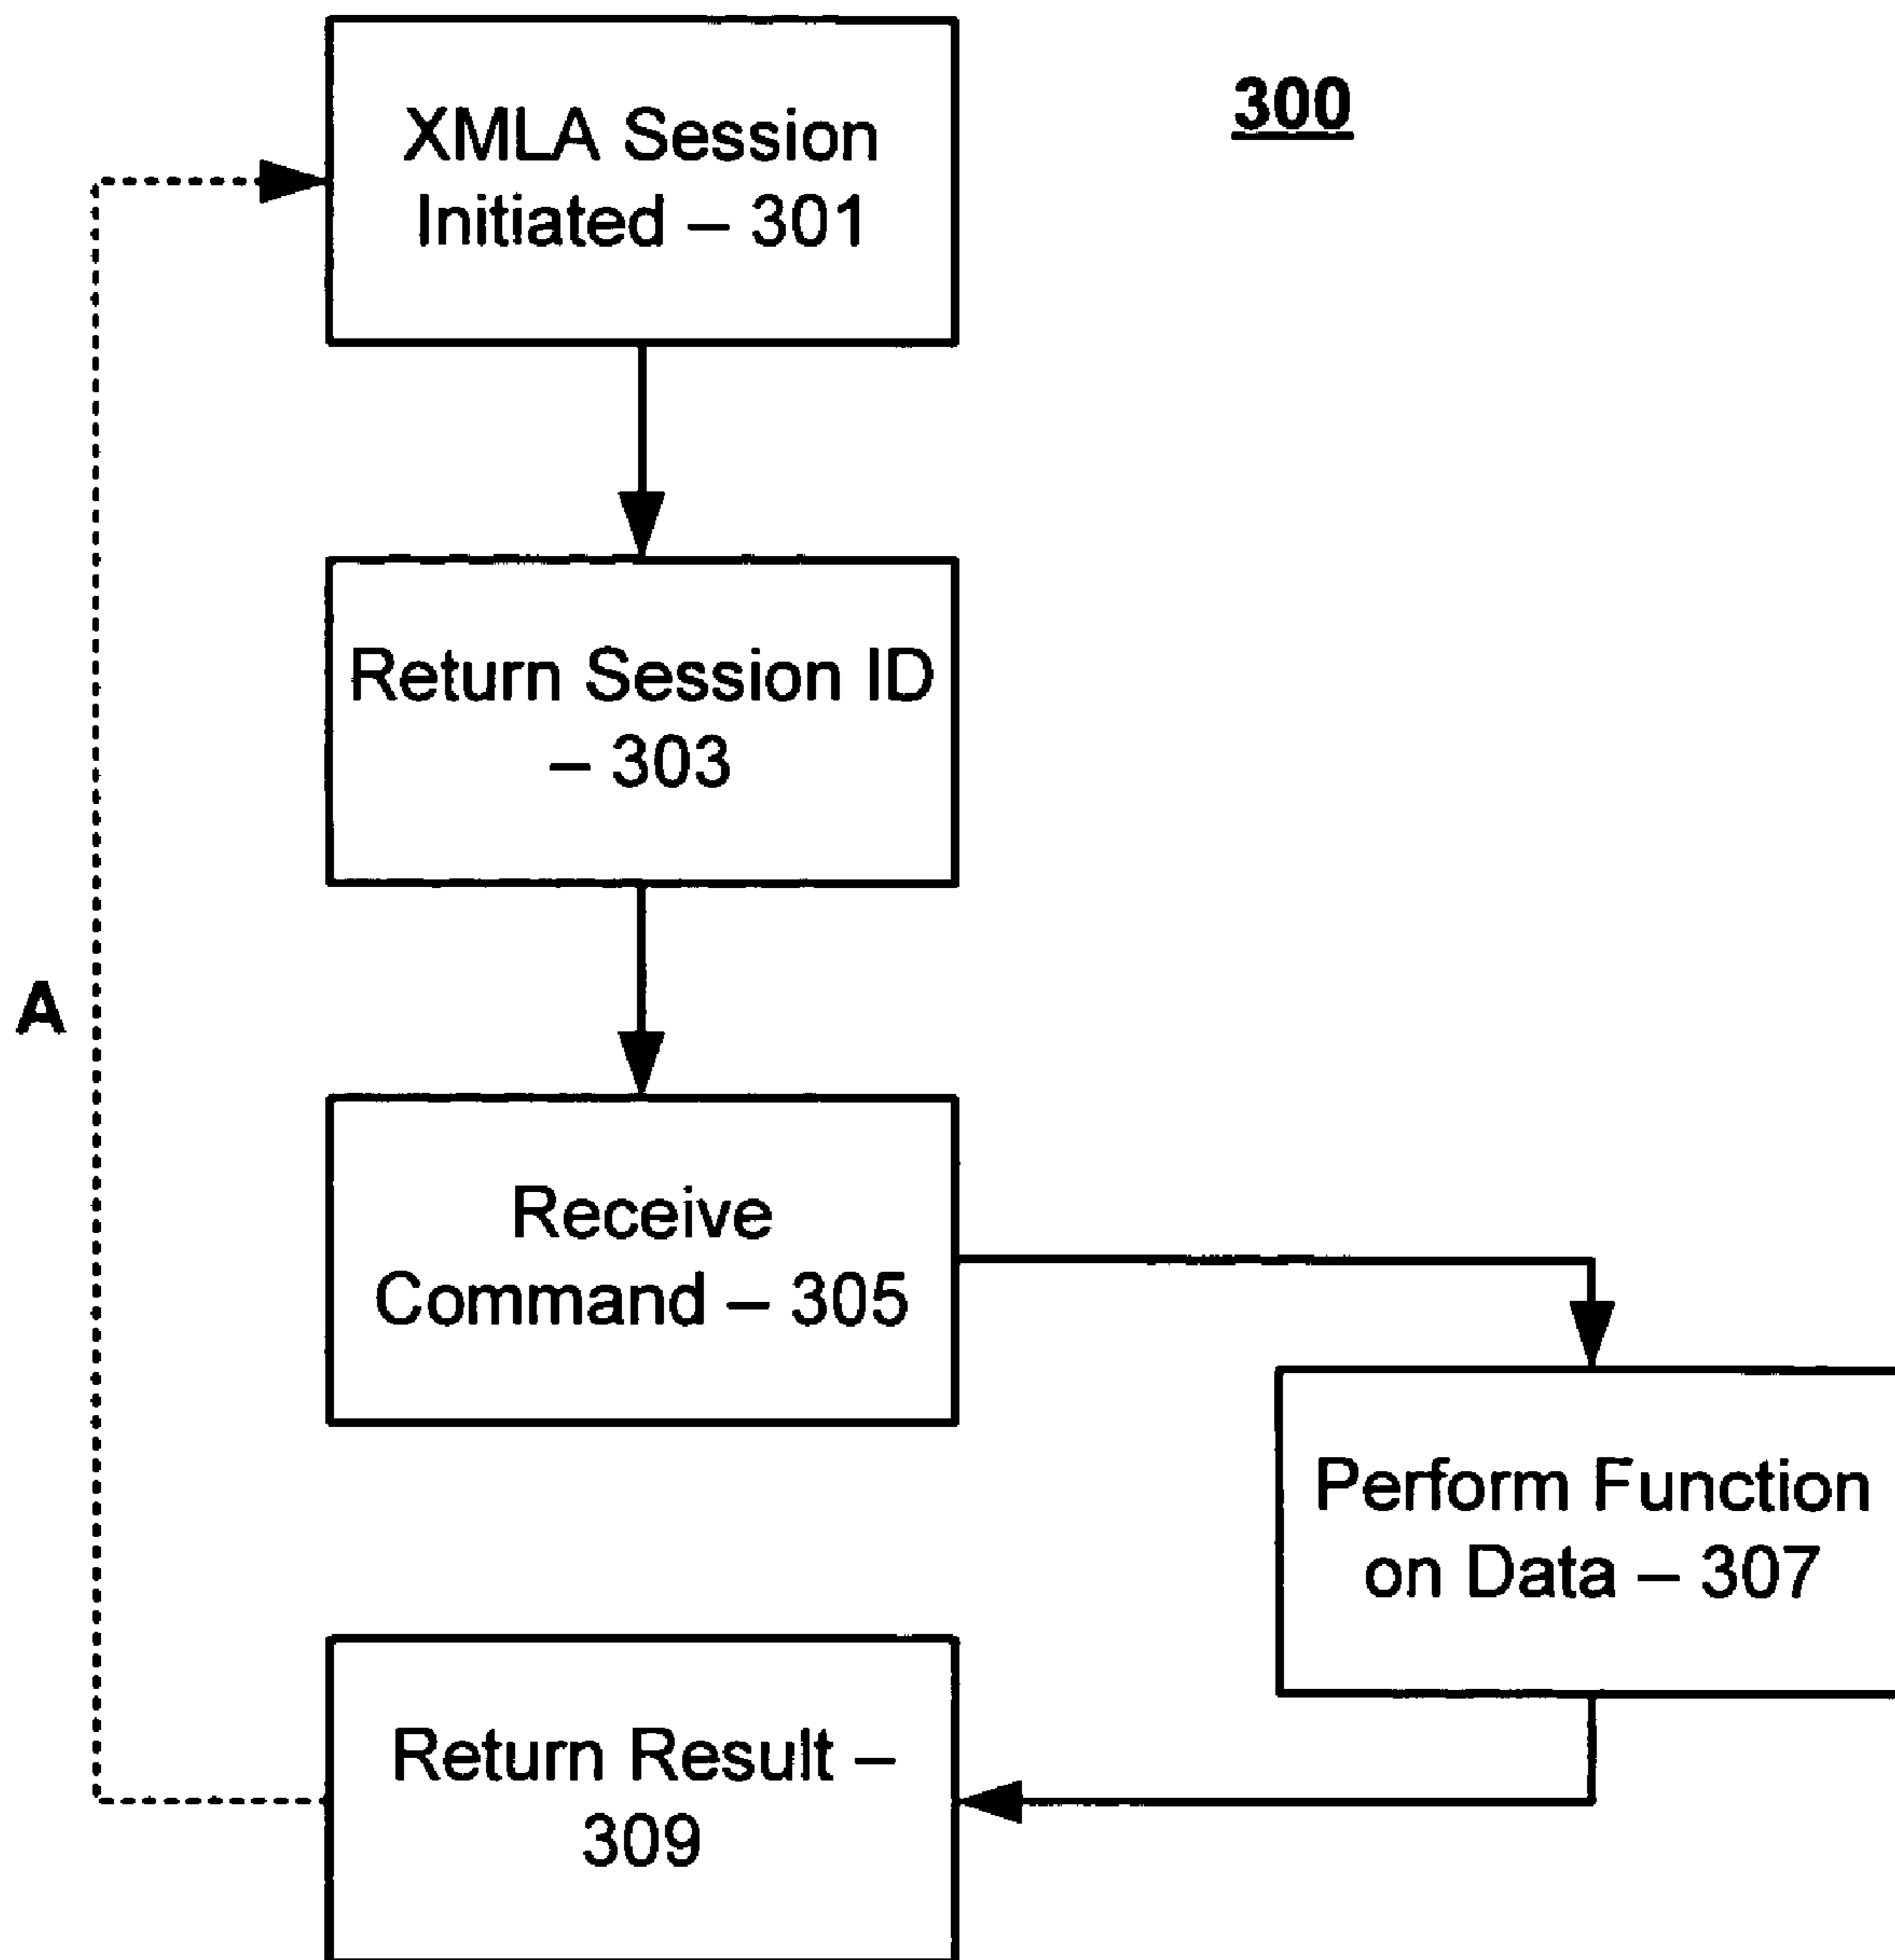 300
XMLA Session
Initiated – 301
Return Session ID
– 303
A
Receive
Command – 305
Perform Function
on Data – 307
Return Result –
309